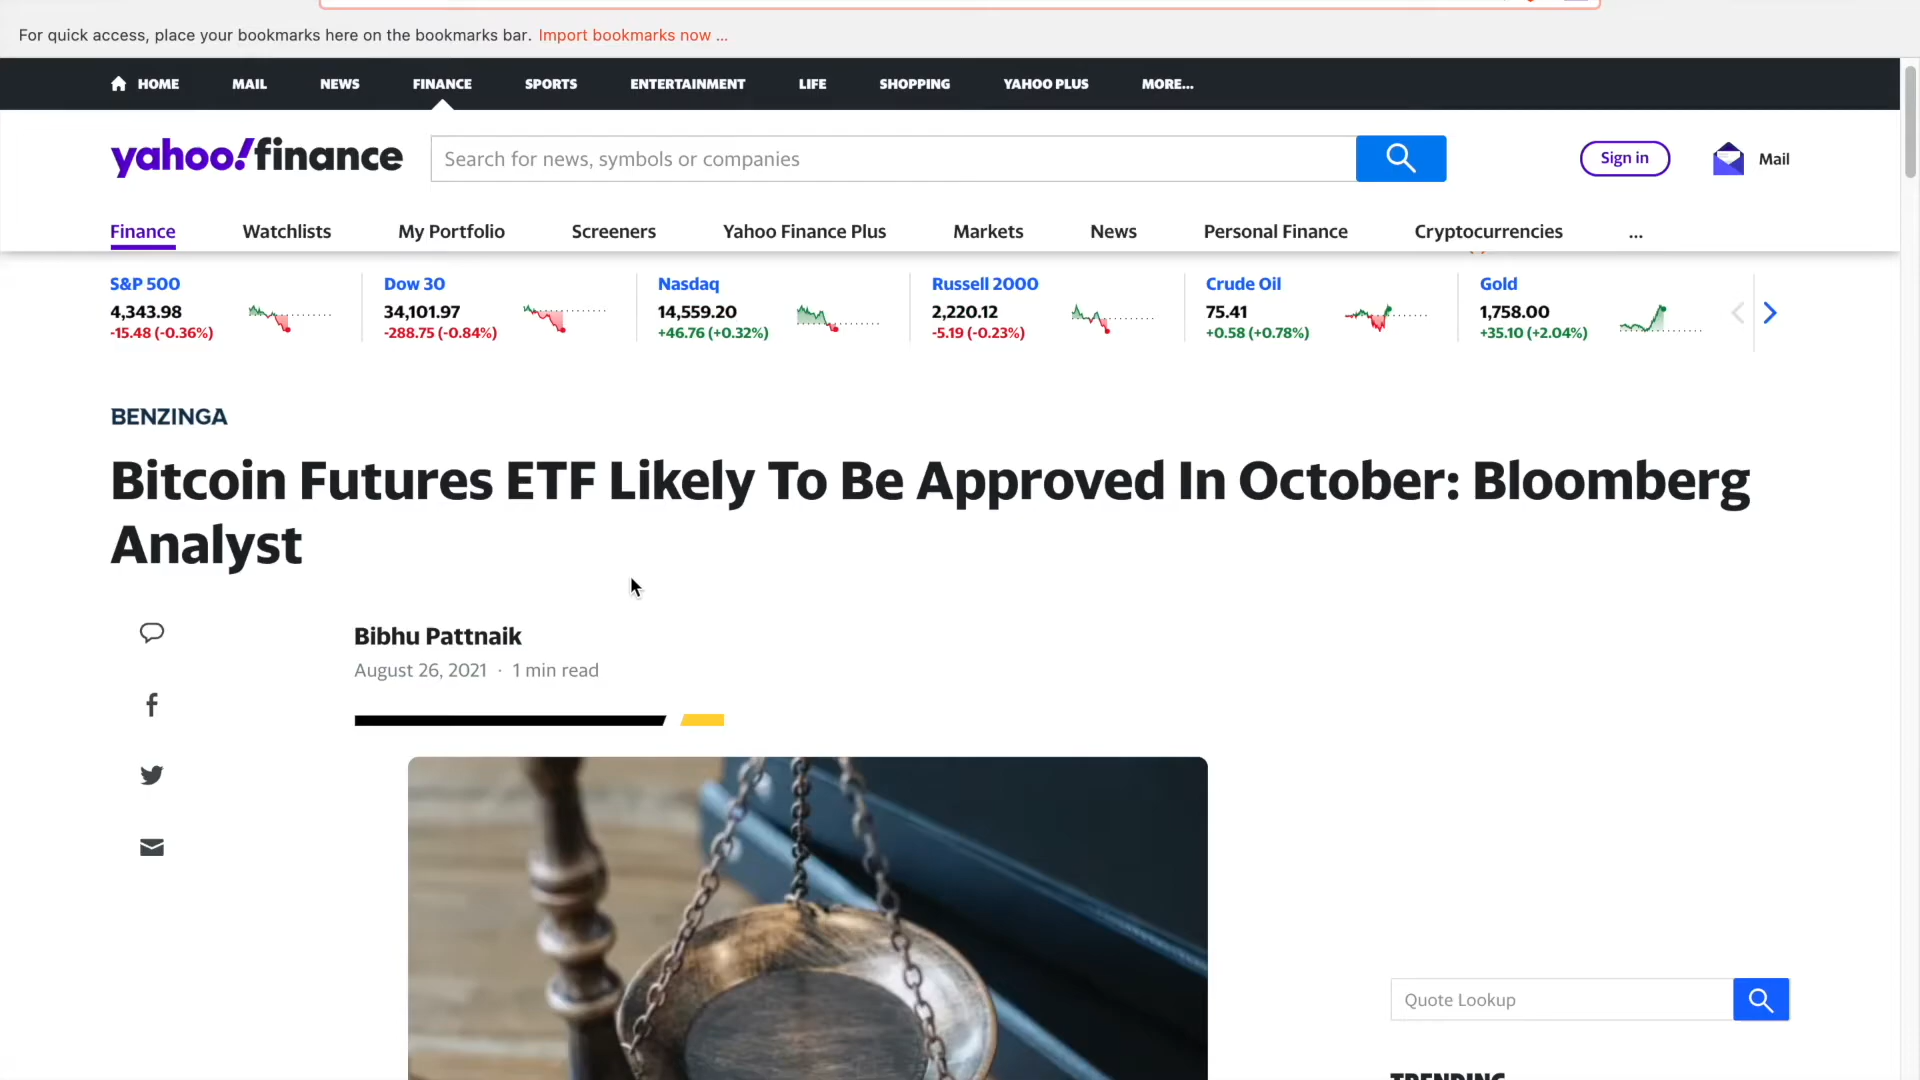 For quick access, place your bookmarks here on the bookmarks bar. Import bookmarks now ...
HOME MAIL NEWS FINANCE SPORTS ENTERTAINMENT LIFE SHOPPING YAHOO PLUS MORE...
yahoo!finance
Search for news, symbols or companies
Sign in
Mail
Finance Watchlists My Portfolio Screeners Yahoo Finance Plus Markets News Personal Finance Cryptocurrencies ...
S&P 500
4,343.98
-15.48 (-0.36%)
Dow 30
34,101.97
-288.75 (-0.84%)
Nasdaq
14,559.20
+46.76 (+0.32%)
Russell 2000
2,220.12
-5.19 (-0.23%)
Crude Oil
75.41
+0.58 (+0.78%)
Gold
1,758.00
+35.10 (+2.04%)
BENZINGA
Bitcoin Futures ETF Likely To Be Approved In October: Bloomberg
Analyst
Bibhu Pattnaik
August 26, 2021 · 1 min read
Quote Lookup
TRENDING